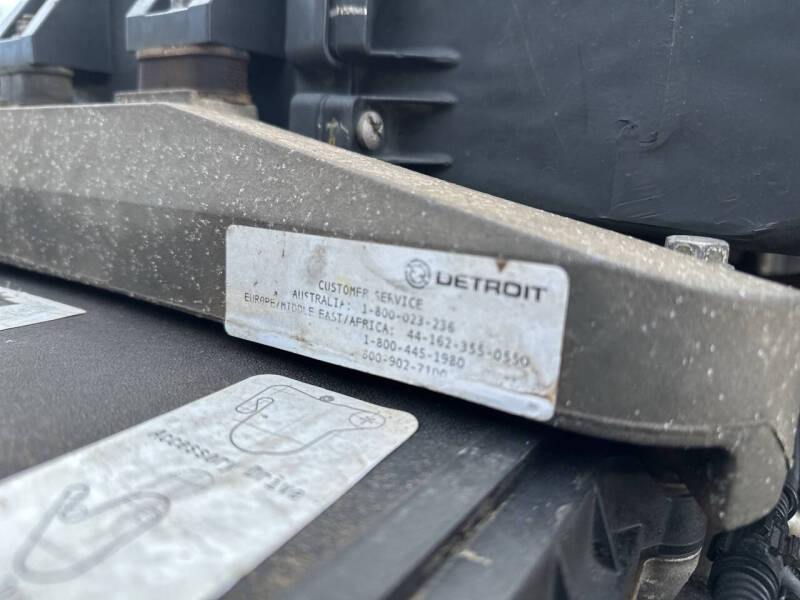 DETROIT
CUSTOMER SERVICE
AUSTRALIA: 1-800-023-236
EUROPE/MIDDLE EAST/AFRICA: 44-162-355-0550
1-800-445-1980
800-902-7100
Accessory Drive